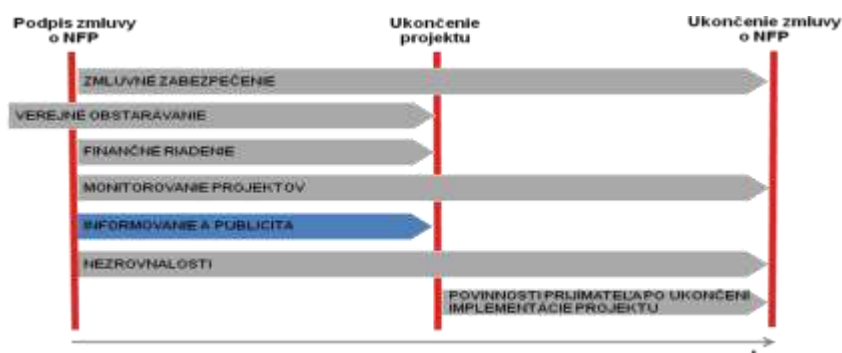 Podpis zmluvy
o NFP
Ukončenie
projektu
Ukončenie zmluvy
o NFP
ZMLUVNÉ ZABEZPEČENIE
VEREJNÉ OBSTARÁVANIE
FINANČNÉ RIADENIE
MONITOROVANIE PROJEKTOV
INFORMOVANIE A PUBLICITA
NEZROVNALOSTI
POVINNOSTI PRIJÍMATEĽA PO UKONČENÍ
IMPLEMENTÁCIE PROJEKTU